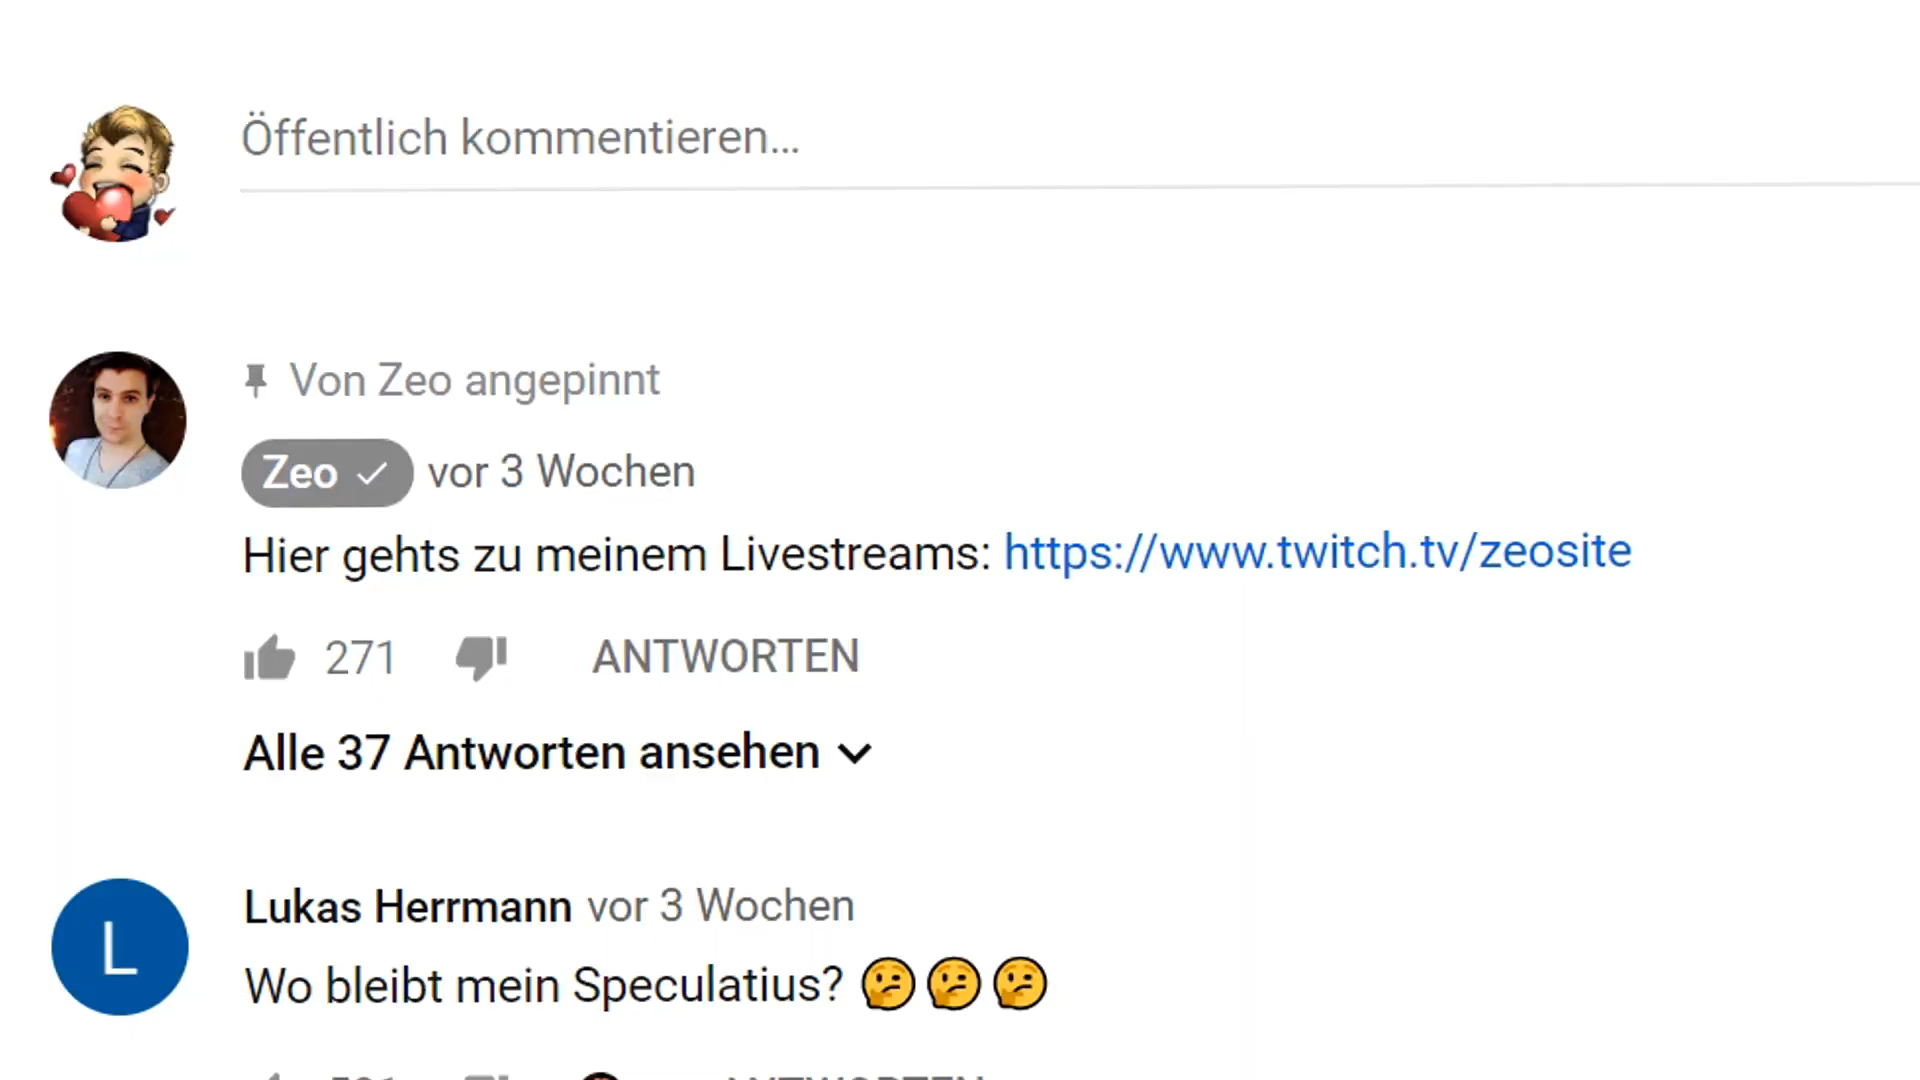 Öffentlich kommentieren...
Von Zeo angepinnt
Zeo vor 3 Wochen
Hier gehts zu meinem Livestreams: https://www.twitch.tv/zeosite
271 ANTWORTEN
Alle 37 Antworten ansehen
L
Lukas Herrmann vor 3 Wochen
Wo bleibt mein Speculatius? 🤔🤔🤔
ANTWORTEN